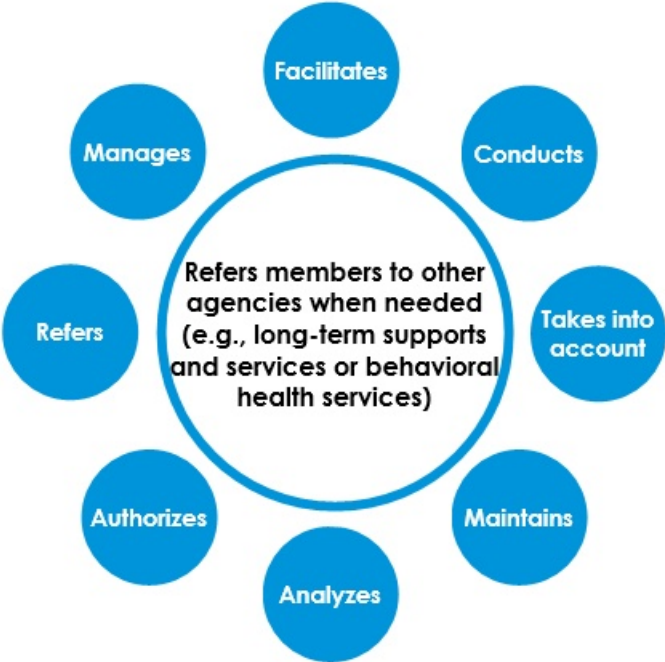 Facilitates
Manages
Conducts
Refers members to other
agencies when needed
(e.g., long-term supports
and services or behavioral
health services)
Refers
Takes into
account
Authorizes
Maintains
Analyzes